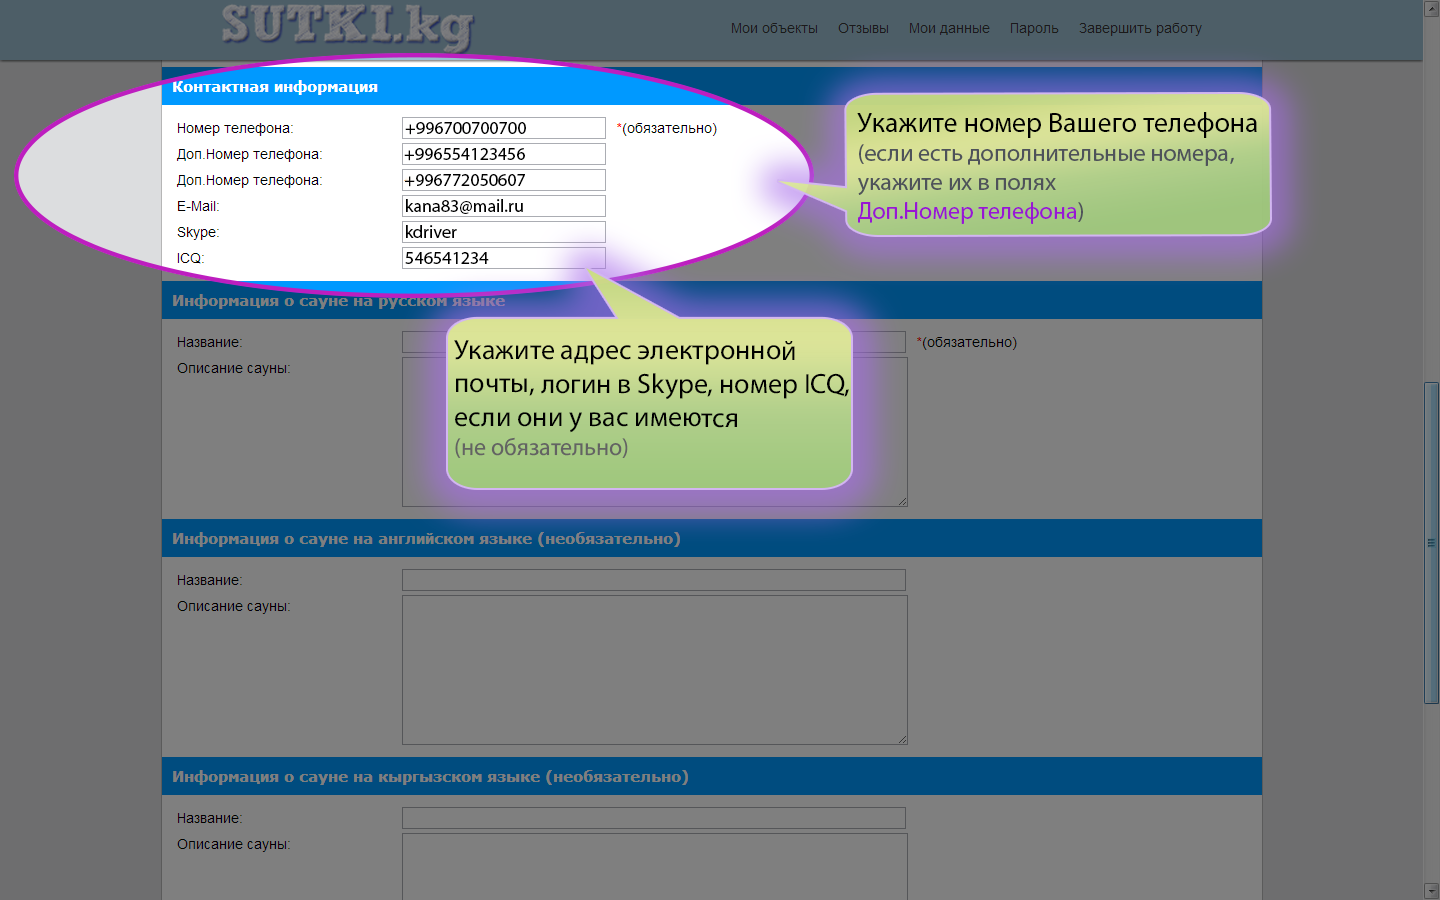 SUTKI.kg
Мои объекты Отзывы Мои данные Пароль Завершить работу
Контактная информация
Номер телефона: +996700700700 *(обязательно)
Доп.Номер телефона: +996554123456
Доп.Номер телефона: +996772050607
E-Mail: kana83@mail.ru
Skype: kdriver
ICQ: 546541234
Укажите номер Вашего телефона
(если есть дополнительные номера,
укажите их в полях
Доп.Номер телефона)
Информация о сауне на русском языке
Название: *(обязательно)
Описание сауны:
Укажите адрес электронной
почты, логин в Skype, номер ICQ,
если они у вас имеются
(не обязательно)
Информация о сауне на английском языке (необязательно)
Название:
Описание сауны:
Информация о сауне на кыргызском языке (необязательно)
Название:
Описание сауны: